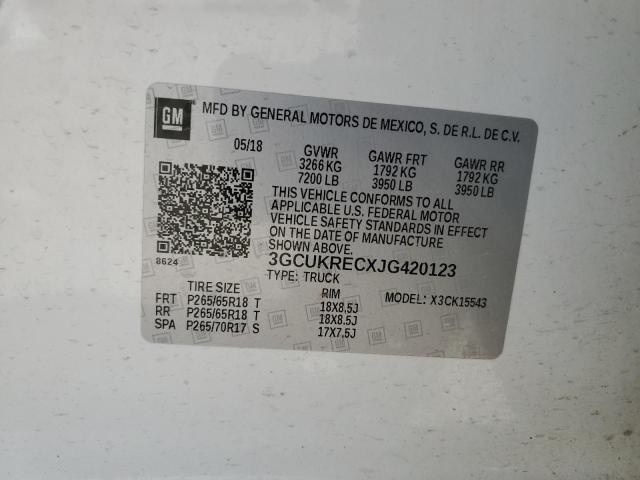 GM
MFD BY GENERAL MOTORS DE MEXICO, S. DE R.L. DE C.V.
05/18 GVWR GAWR FRT GAWR RR
3266 KG 1792 KG 1792 KG
7200 LB 3950 LB 3950 LB
THIS VEHICLE CONFORMS TO ALL
APPLICABLE U.S. FEDERAL MOTOR
VEHICLE SAFETY STANDARDS IN EFFECT
ON THE DATE OF MANUFACTURE
SHOWN ABOVE.
8624
3GCUKRECXJG420123
TYPE: TRUCK
TIRE SIZE RIM MODEL: X3CK15543
FRT P265/65R18 T 18X8.5J
RR P265/65R18 T 18X8.5J
SPA P265/70R17 S 17X7.5J